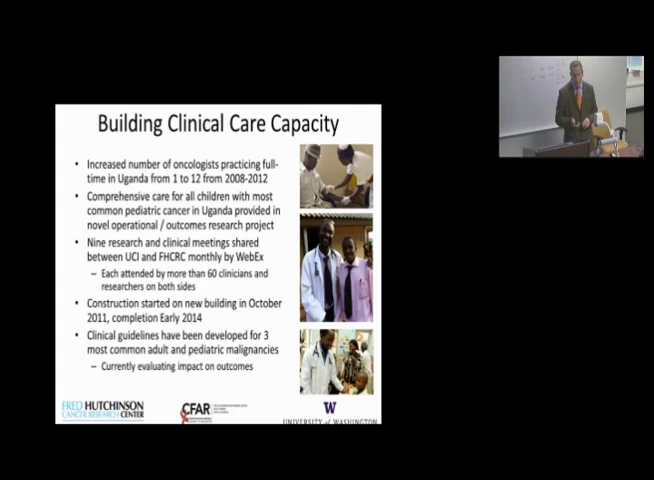 Building Clinical Care Capacity
• Increased number of oncologists practicing full-
time in Uganda from 1 to 12 from 2008-2012
• Comprehensive care for all children with most
common pediatric cancer in Uganda provided in
novel operational / outcomes research project
• Nine research and clinical meetings shared
between UCI and FHCRC monthly by WebEx
– Each attended by more than 60 clinicians and
researchers on both sides
• Construction started on new building in October
2011, completion Early 2014
• Clinical guidelines have been developed for 3
most common adult and pediatric malignancies
– Currently evaluating impact on outcomes
FRED HUTCHINSON
CANCER RESEARCH CENTER
CFAR
W
UNIVERSITY of WASHINGTON